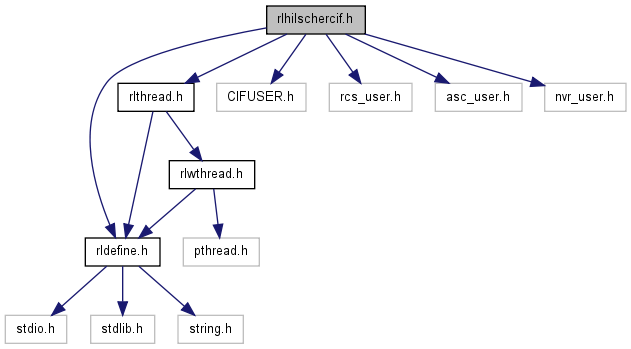 rlhilschercif.h
rlthread.h
CIFUSER.h
rcs_user.h
asc_user.h
nvr_user.h
rlwthread.h
rldefine.h
pthread.h
stdio.h
stdlib.h
string.h